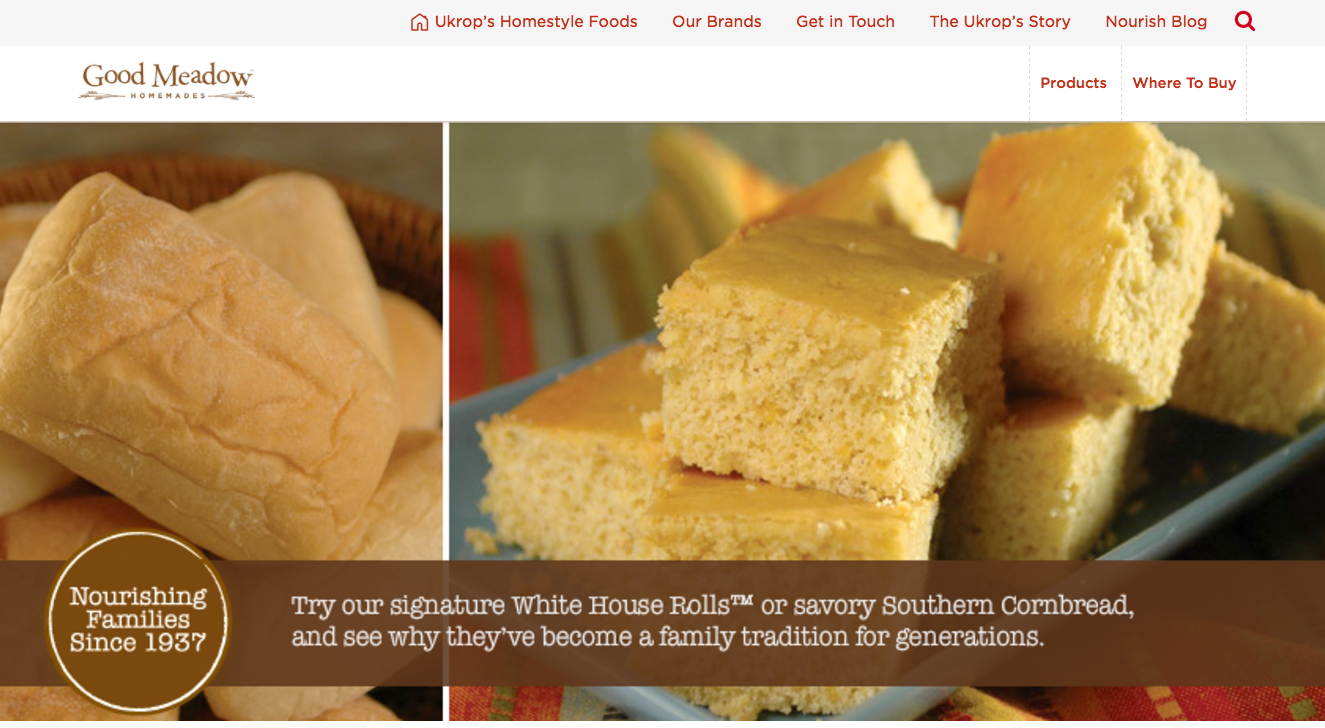 Ukrop's Homestyle Foods
Our Brands
Get in Touch
The Ukrop's Story
Nourish Blog
Good Meadow
HOMEMADES
Products
Where To Buy
Nourishing
Families
Since 1937
Try our signature White House Rolls™ or savory Southern Cornbread,
and see why they've become a family tradition for generations.